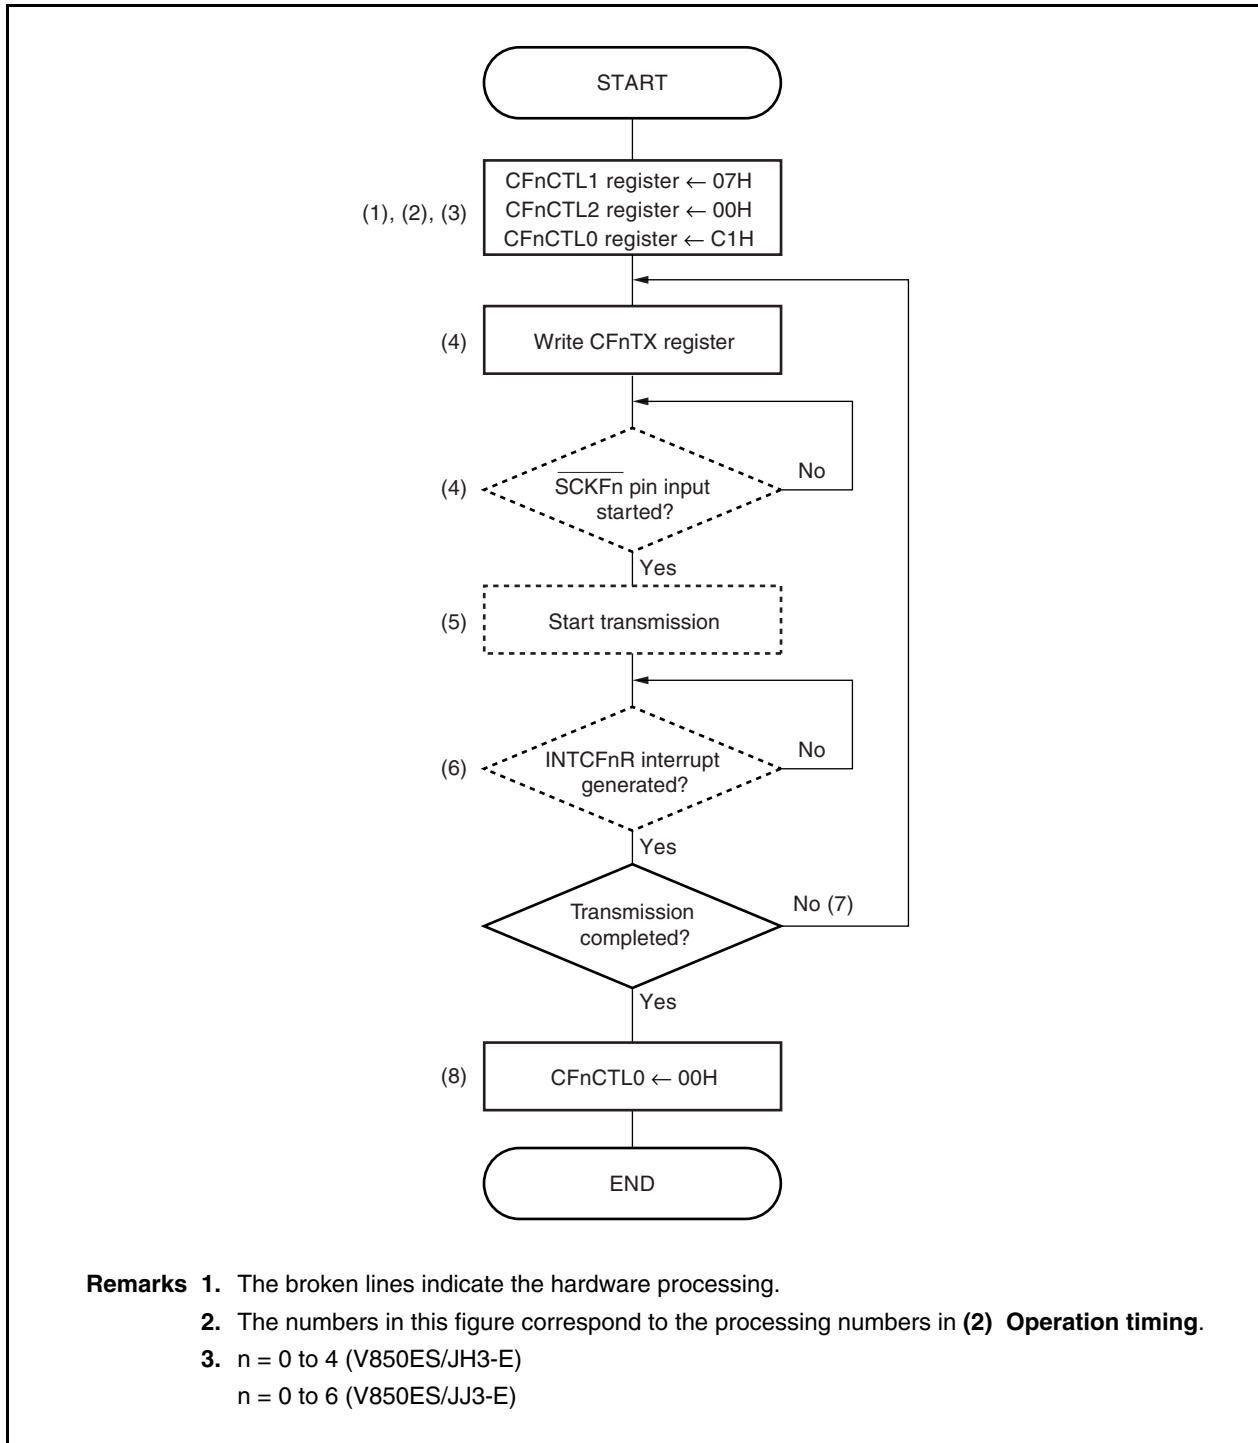 START
(1), (2), (3)
CFnCTL1 register ← 07H
CFnCTL2 register ← 00H
CFnCTL0 register ← C1H
(4)
Write CFnTX register
(4)
SCKFn pin input
started?
No
Yes
(5)
Start transmission
(6)
INTCFnR interrupt
generated?
No
Yes
Transmission
completed?
No (7)
Yes
(8)
CFnCTL0 ← 00H
END
Remarks 1. The broken lines indicate the hardware processing.
2. The numbers in this figure correspond to the processing numbers in (2) Operation timing.
3. n = 0 to 4 (V850ES/JH3-E)
n = 0 to 6 (V850ES/JJ3-E)